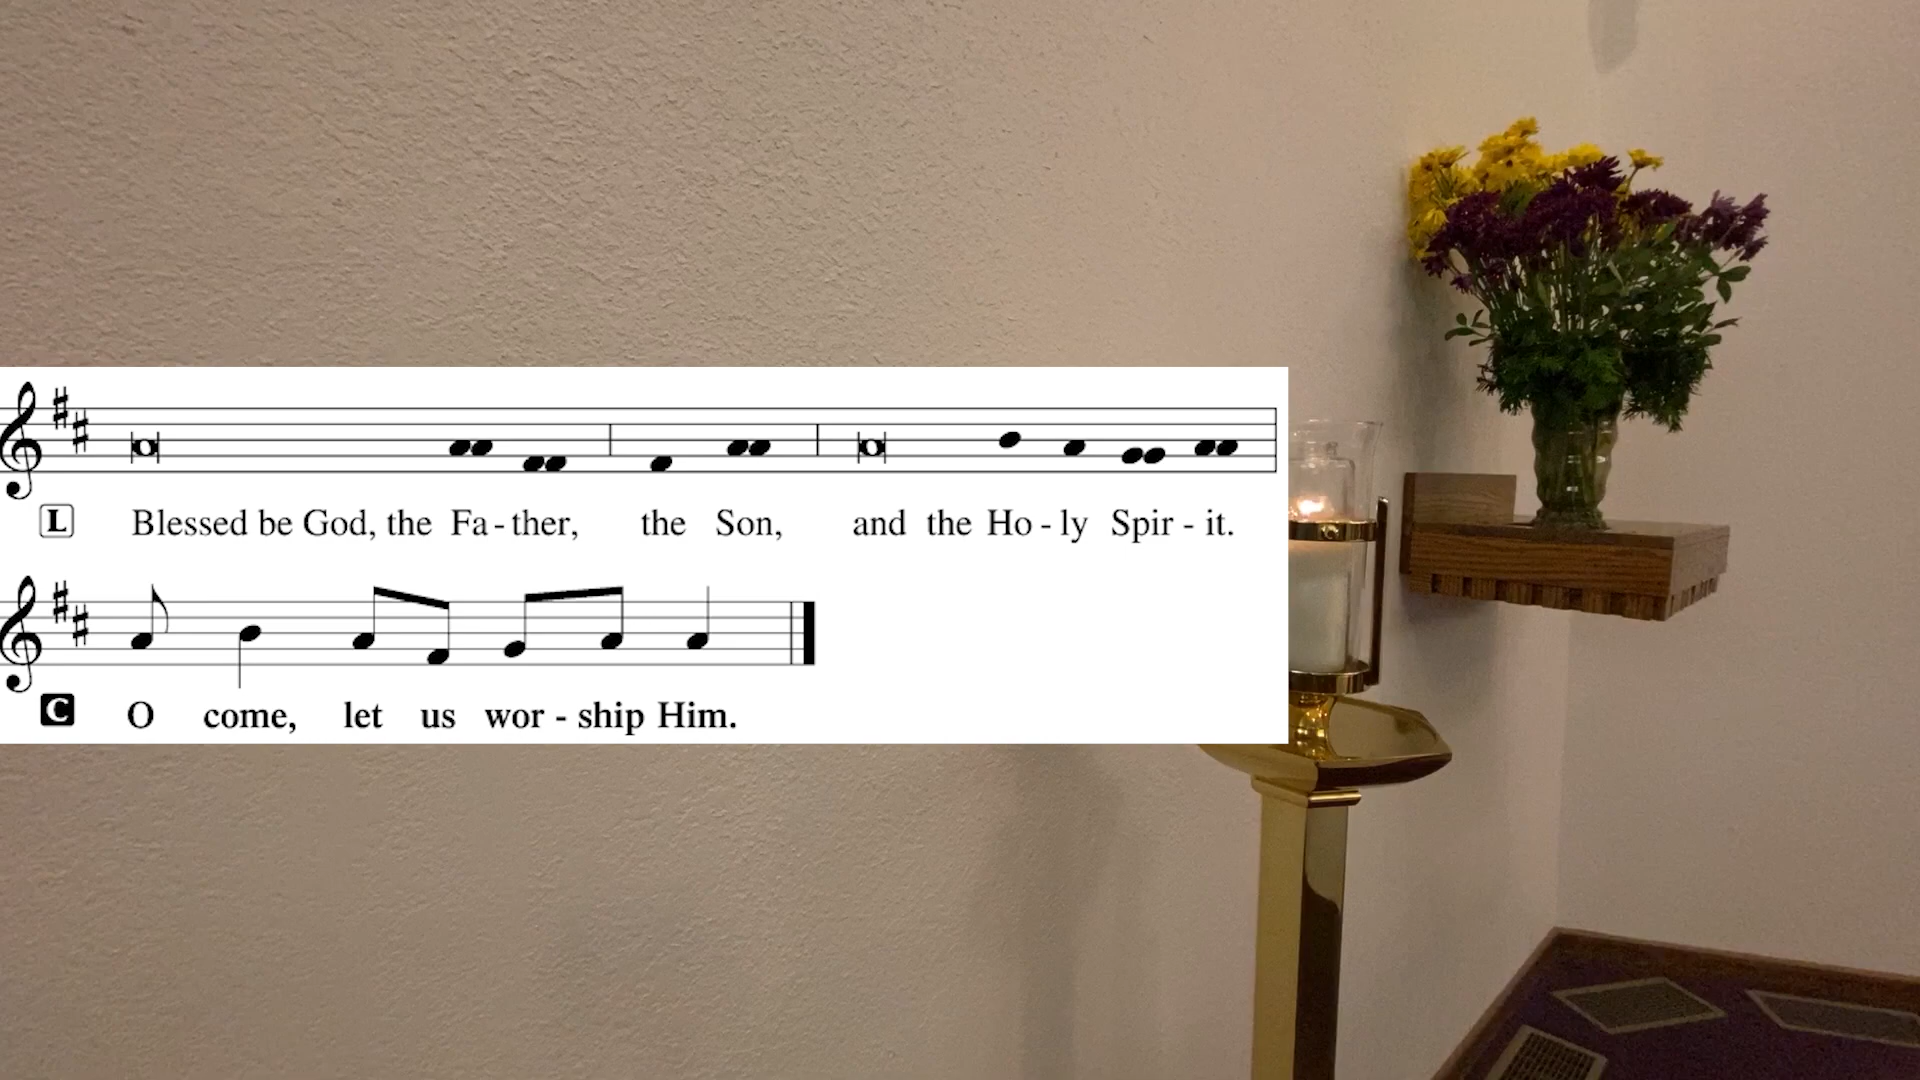 L Blessed be God, the Fa - ther, the Son, and the Ho - ly Spir - it.
C O come, let us wor - ship Him.